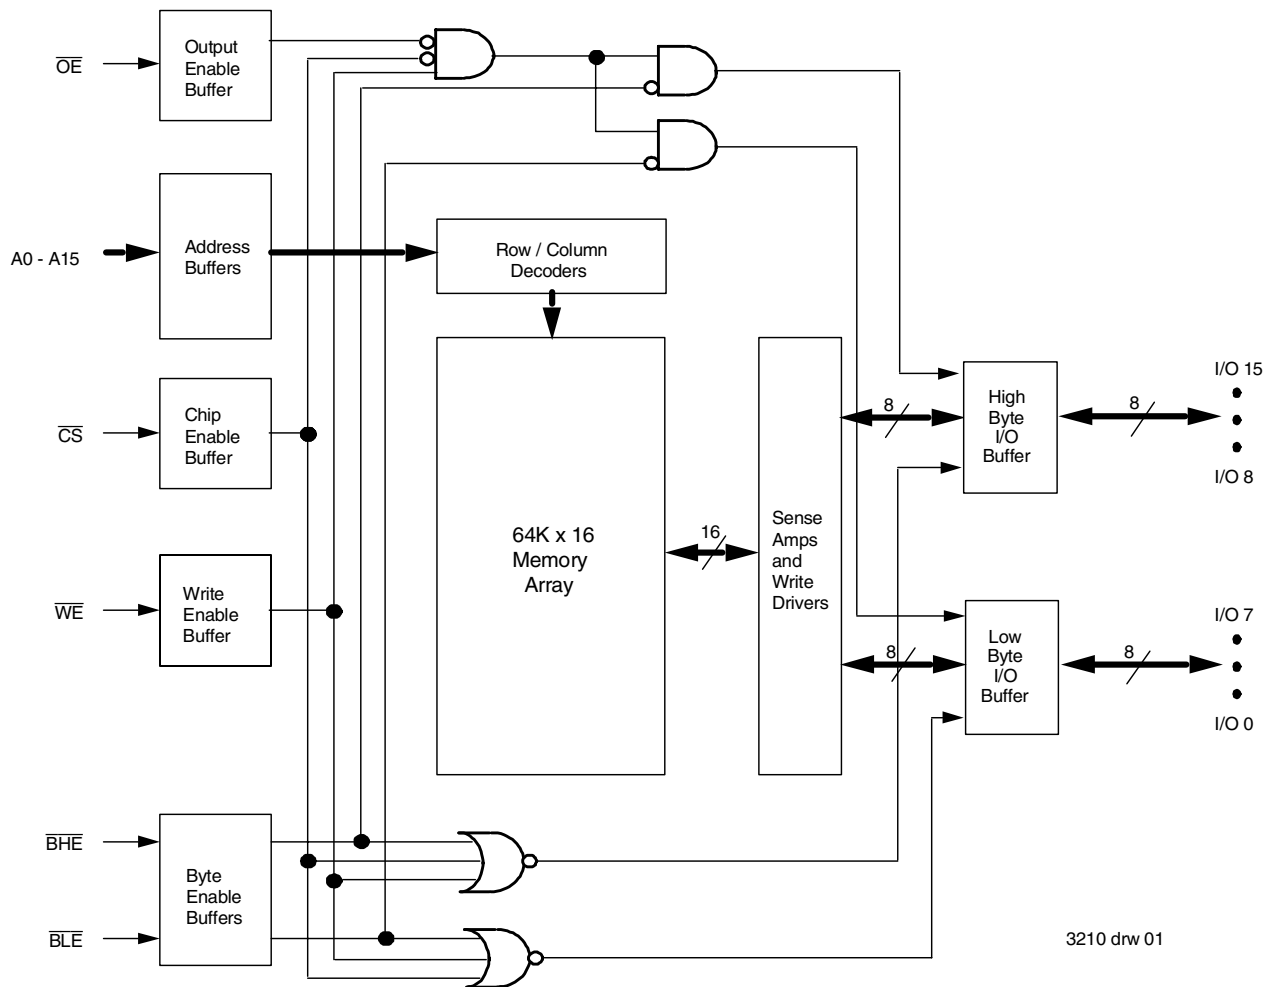 OE
Output
Enable
Buffer
A0 - A15
Address
Buffers
Row / Column
Decoders
CS
Chip
Enable
Buffer
WE
Write
Enable
Buffer
64K x 16
Memory
Array
16
Sense
Amps
and
Write
Drivers
8
High
Byte
I/O
Buffer
8
I/O 15
I/O 8
8
Low
Byte
I/O
Buffer
8
I/O 7
I/O 0
BHE
Byte
Enable
Buffers
BLE
3210 drw 01